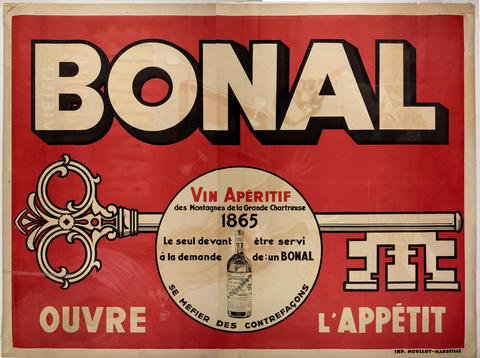 BONAL
VIN APÉRITIF
des Montagnes de la Grande Chartreuse
1865
Le seul devant être servi
à la demande de: un BONAL
SE MÉFIER DES CONTREFAÇONS
OUVRE L'APPÉTIT
IMP. MOULLOT-MARSEILLE